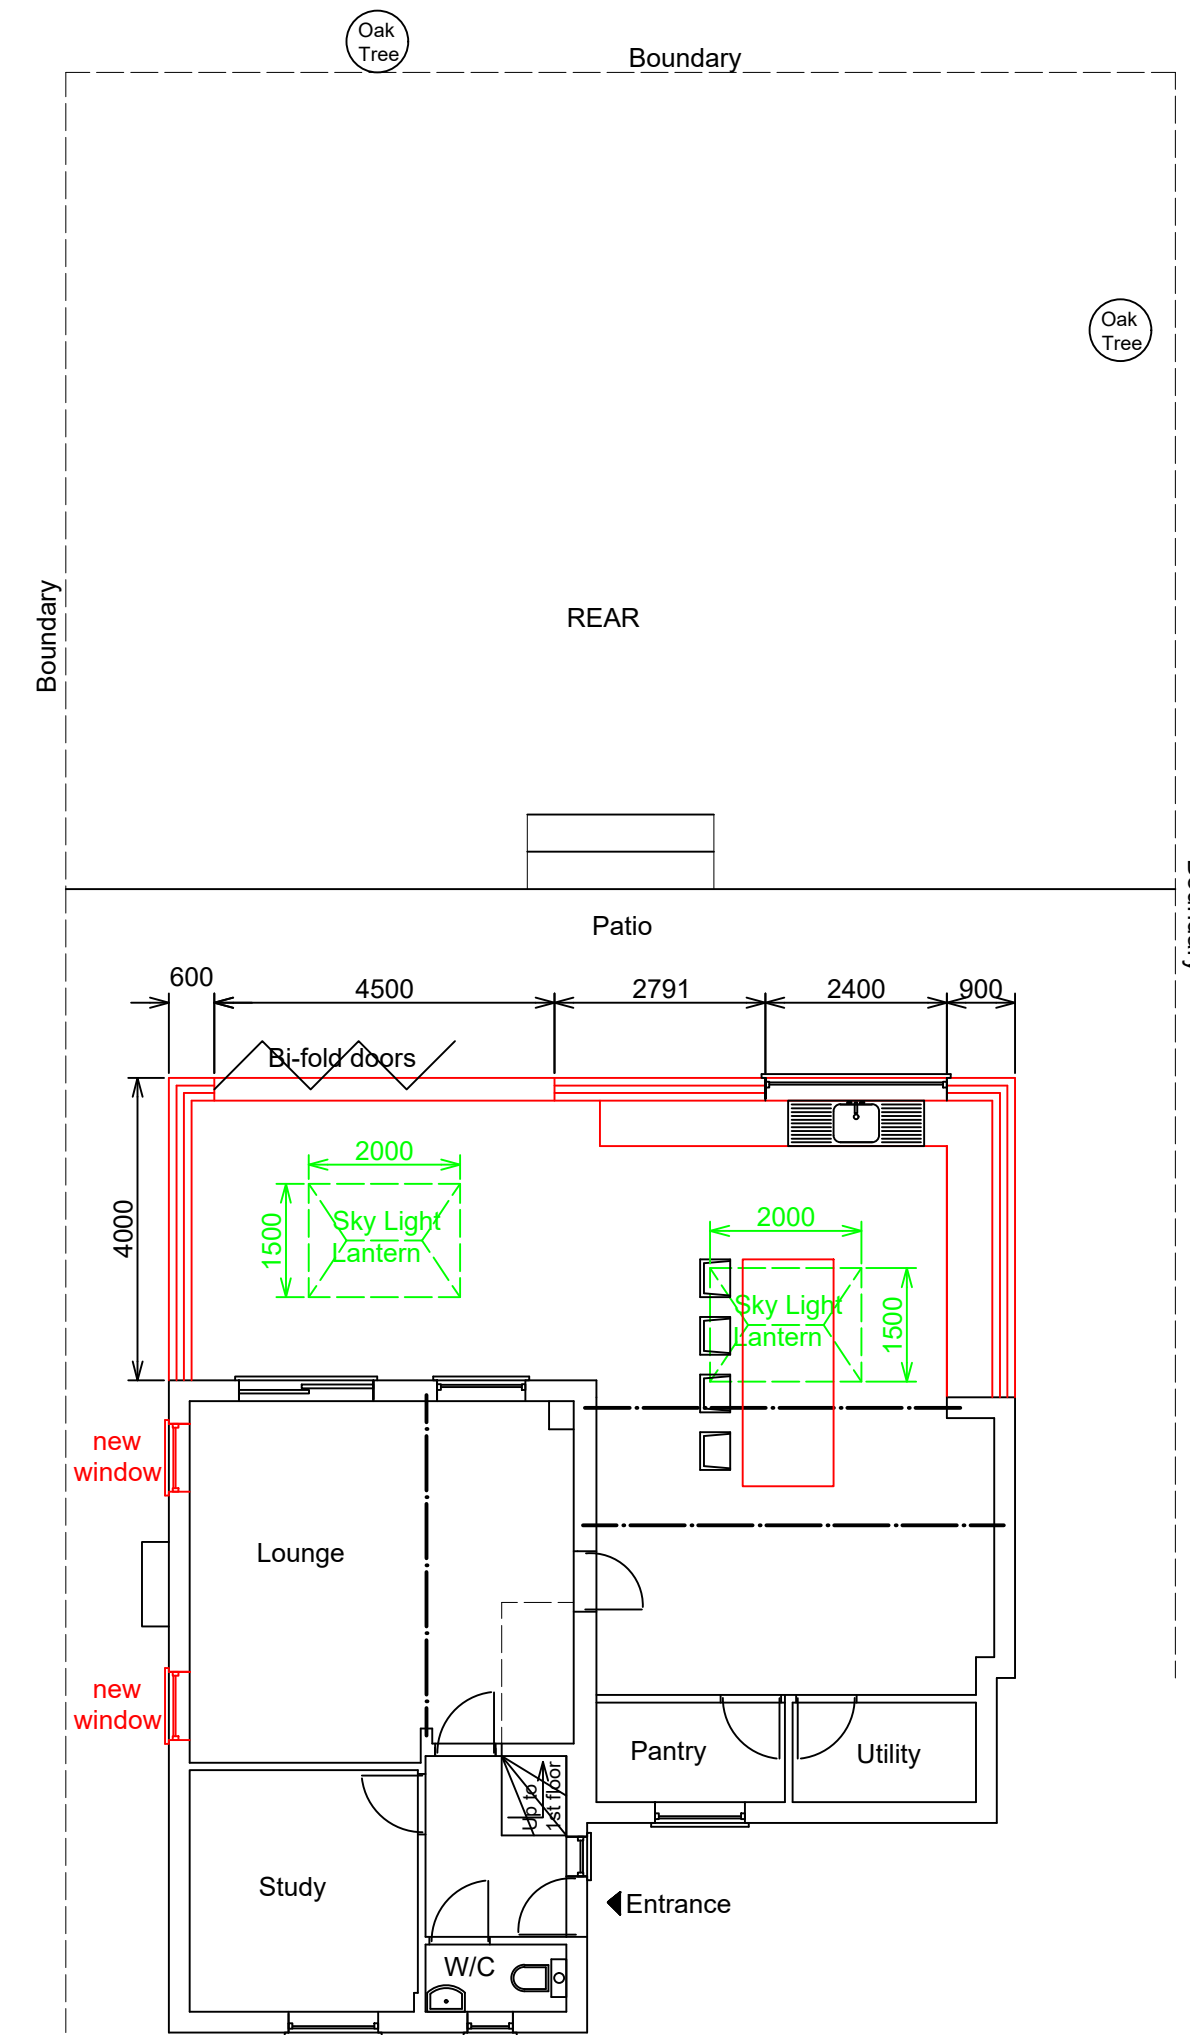 Oak
Tree
Boundary
Oak
Tree
Boundary
REAR
Boundary
Patio
600
4500
2791
2400
900
Bi-fold doors
4000
2000
1500
Sky Light
Lantern
2000
1500
Sky Light
Lantern
new
window
Lounge
new
window
Pantry
Utility
Up to
1st floor
Study
Entrance
W/C